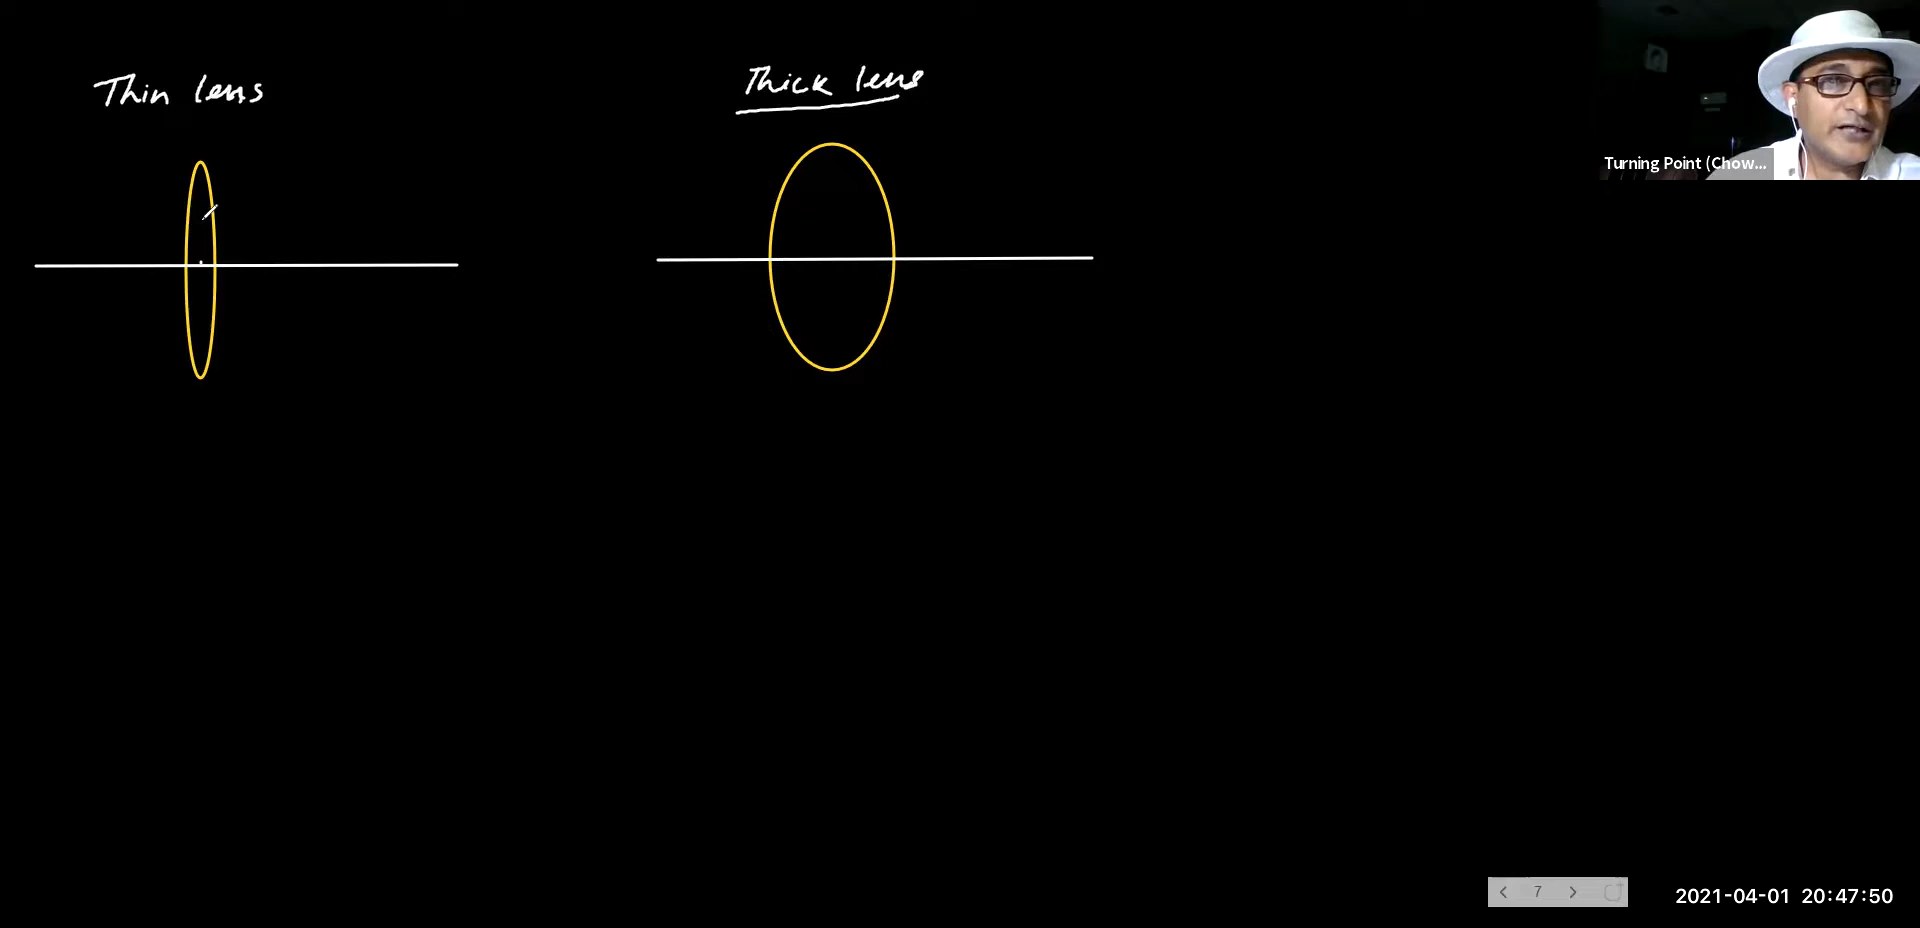 Thin lens
Thick lens
Turning Point (Chow...
7
2021-04-01 20:47:50